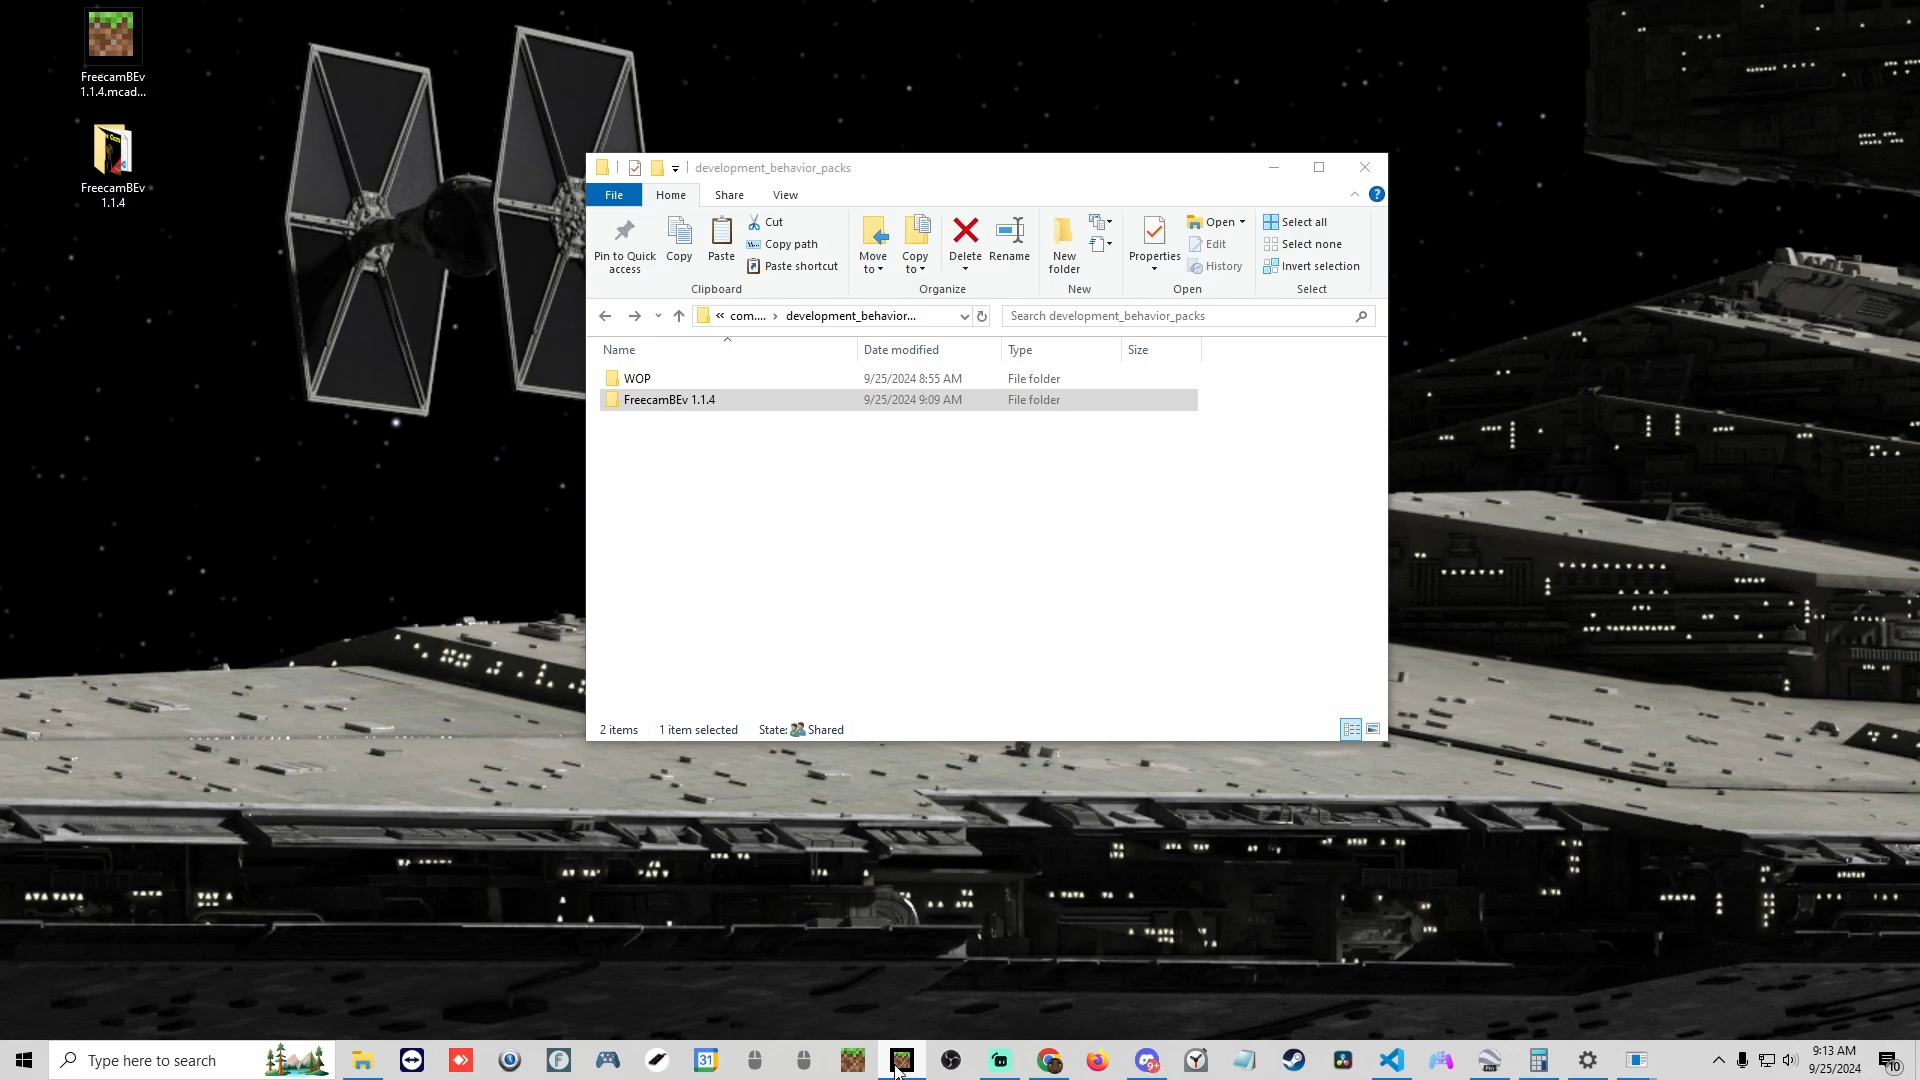 FreecamBEv
1.1.4.mcad...
FreecamBEv
1.1.4
development_behavior_packs
File
Home
Share
View
Pin to Quick
access
Copy
Paste
Cut
Copy path
Paste shortcut
Clipboard
Move
to
Copy
to
Delete
Rename
Organize
New
folder
New
Properties
Open
Edit
History
Open
Select all
Select none
Invert selection
Select
« com.... › development_behavior...
Search development_behavior_packs
Name
Date modified
Type
Size
WOP
9/25/2024 8:55 AM
File folder
FreecamBEv 1.1.4
9/25/2024 9:09 AM
File folder
2 items
1 item selected
State: Shared
Type here to search
31
9+
Pro
9:13 AM
9/25/2024
10